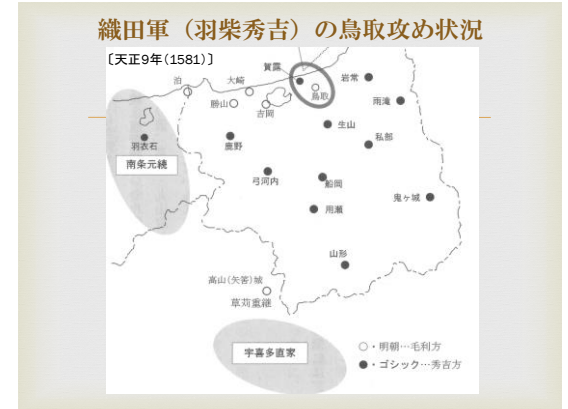 織田軍（羽柴秀吉）の鳥取攻め状況
〔天正9年(1581)〕
賀露
岩常
泊
大崎
鳥取
雨滝
勝山
吉岡
生山
羽衣石
鹿野
私部
南条元続
弓河内
船岡
鬼ヶ城
用瀬
山形
高山(矢筈)城
草苅重継
宇喜多直家
○・明朝…毛利方
●・ゴシック…秀吉方